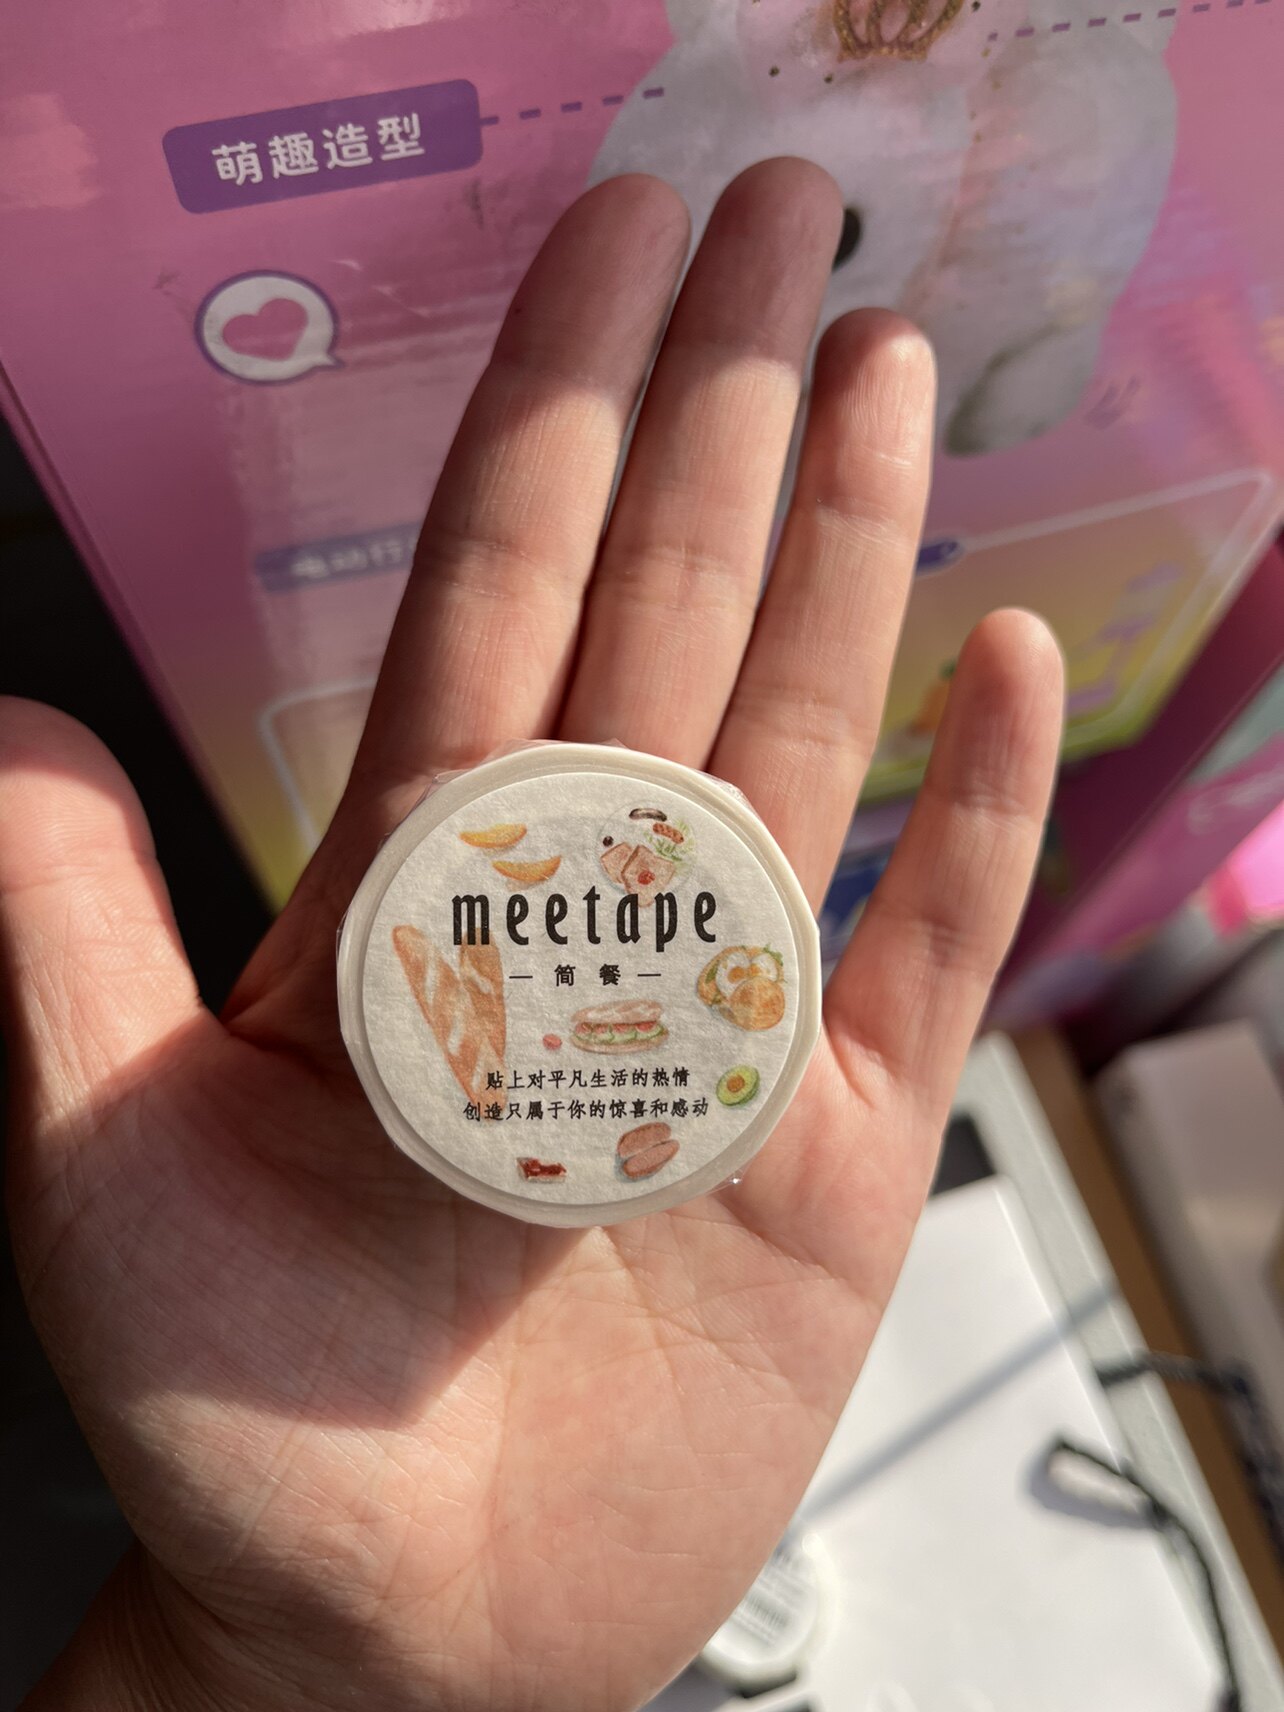 萌趣造型
meetape
— 简 餐 —
贴上对平凡生活的热情
创造只属于你的惊喜和感动